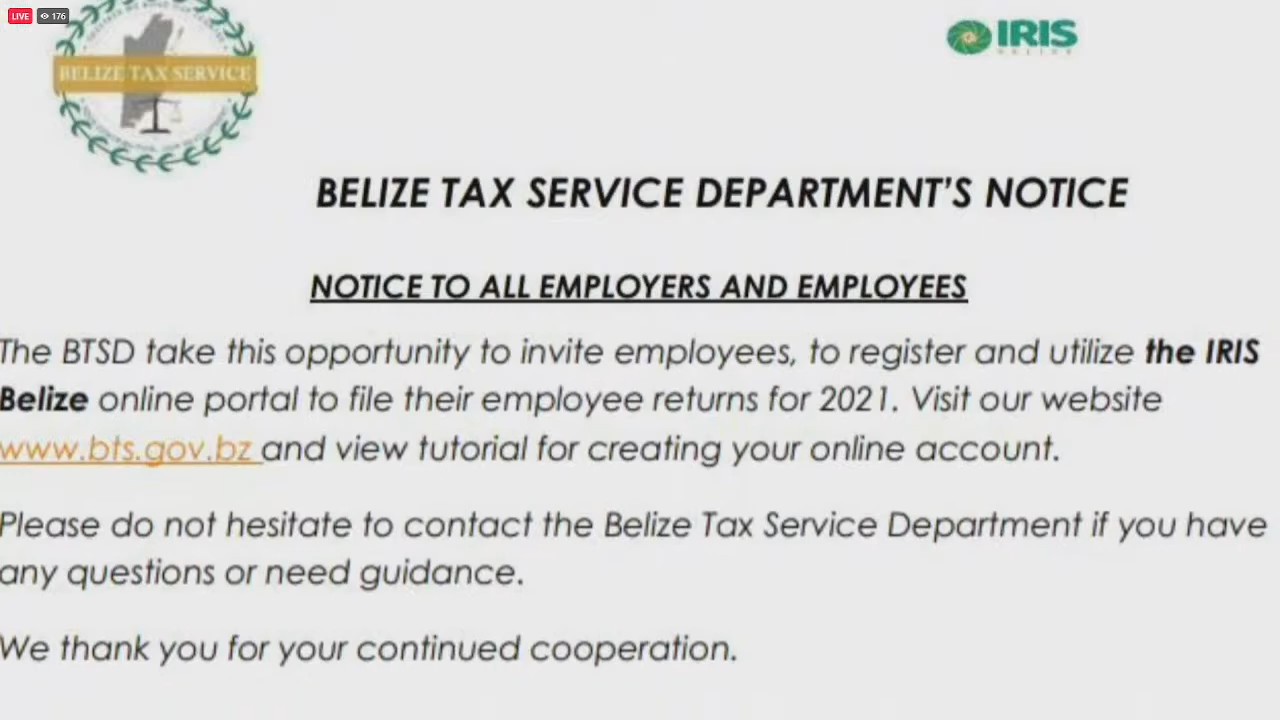 LIVE 176
BELIZE TAX SERVICE
IRIS
BELIZE
BELIZE TAX SERVICE DEPARTMENT'S NOTICE
NOTICE TO ALL EMPLOYERS AND EMPLOYEES
The BTSD take this opportunity to invite employees, to register and utilize the IRIS
Belize online portal to file their employee returns for 2021. Visit our website
www.bts.gov.bz and view tutorial for creating your online account.
Please do not hesitate to contact the Belize Tax Service Department if you have
any questions or need guidance.
We thank you for your continued cooperation.